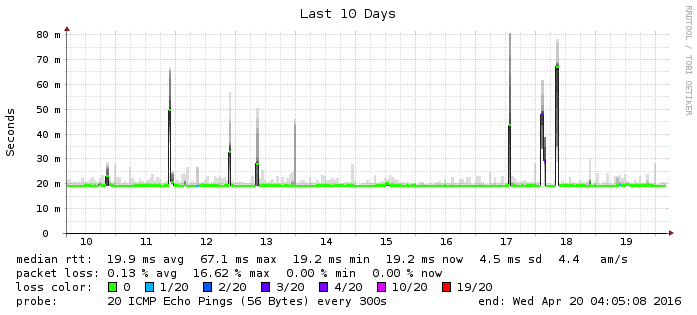 Last 10 Days
RRDTOOL / TOBI OETIKER
Seconds
80 m
70 m
60 m
50 m
40 m
30 m
20 m
10 m
0
10 11 12 13 14 15 16 17 18 19
median rtt: 19.9 ms avg 67.1 ms max 19.2 ms min 19.2 ms now 4.5 ms sd 4.4 am/s
packet loss: 0.13 % avg 16.62 % max 0.00 % min 0.00 % now
loss color: 0 1/20 2/20 3/20 4/20 10/20 19/20
probe: 20 ICMP Echo Pings (56 Bytes) every 300s end: Wed Apr 20 04:05:08 2016